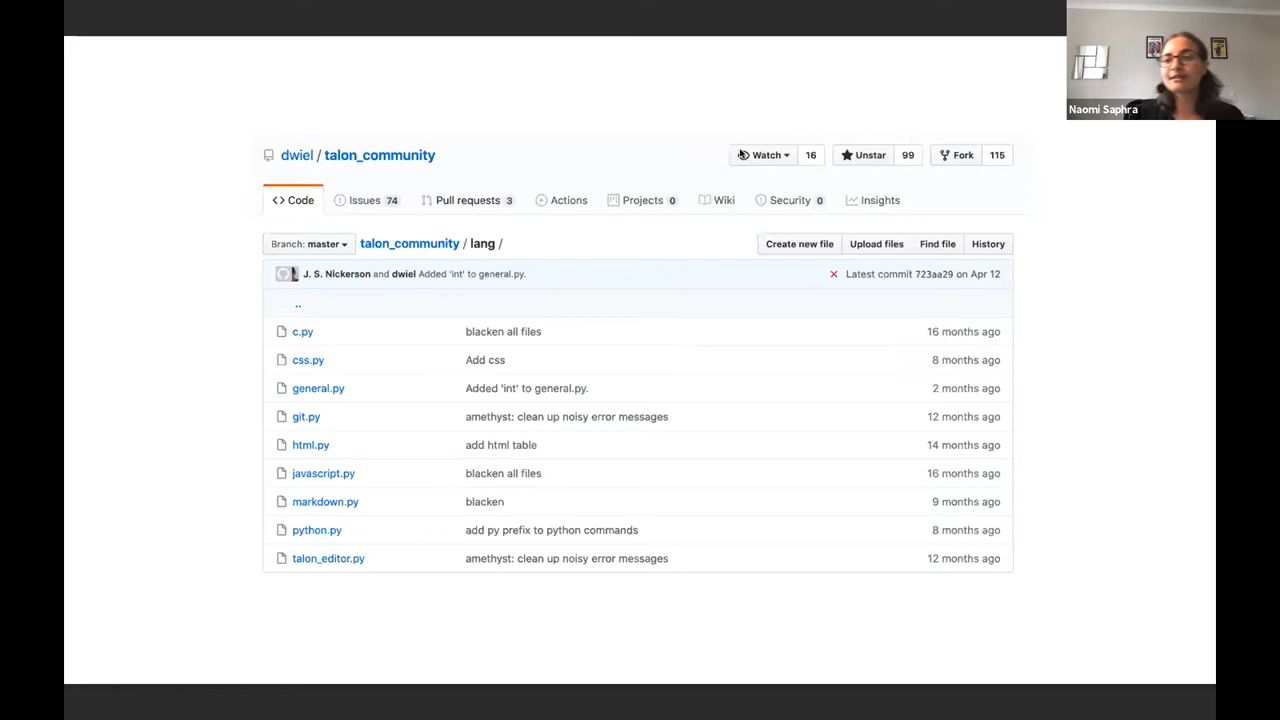 Naomi Saphra
dwiel / talon_community
Watch 16 Unstar 99 Fork 115
Code Issues 74 Pull requests 3 Actions Projects 0 Wiki Security 0 Insights
Branch: master talon_community / lang / Create new file Upload files Find file History
J. S. Nickerson and dwiel Added 'int' to general.py. Latest commit 723aa29 on Apr 12
..
c.py blacken all files 16 months ago
css.py Add css 8 months ago
general.py Added 'int' to general.py. 2 months ago
git.py amethyst: clean up noisy error messages 12 months ago
html.py add html table 14 months ago
javascript.py blacken all files 16 months ago
markdown.py blacken 9 months ago
python.py add py prefix to python commands 8 months ago
talon_editor.py amethyst: clean up noisy error messages 12 months ago